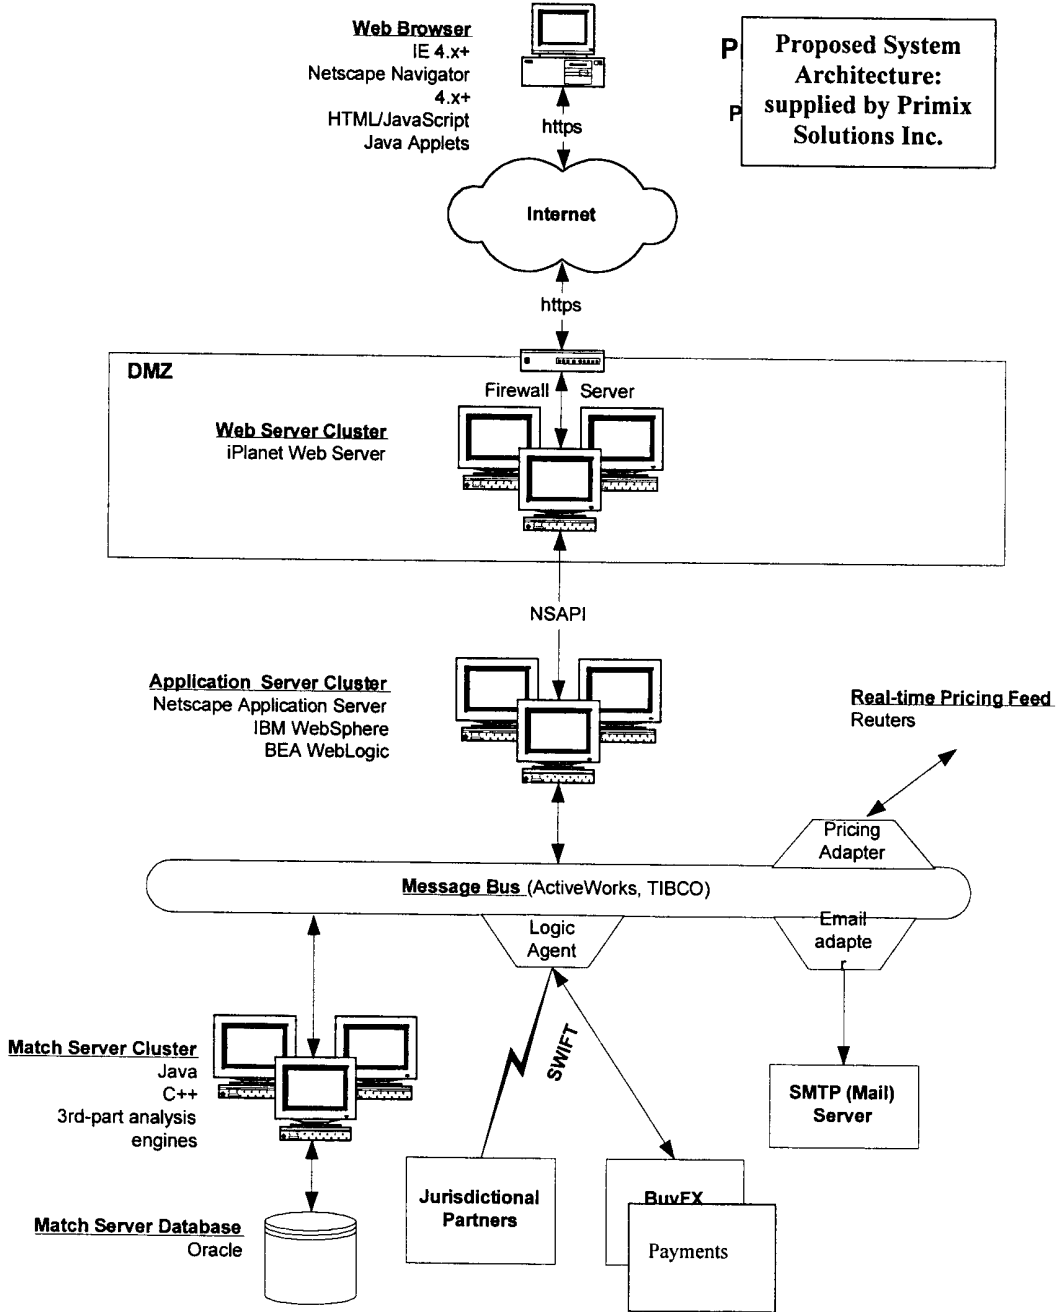 Web Browser
IE 4.x+
Netscape Navigator
4.x+
HTML/JavaScript
Java Applets
P
P
Proposed System
Architecture:
supplied by Primix
Solutions Inc.
https
Internet
https
DMZ
Firewall Server
Web Server Cluster
iPlanet Web Server
NSAPI
Application Server Cluster
Netscape Application Server
IBM WebSphere
BEA WebLogic
Real-time Pricing Feed
Reuters
Pricing
Adapter
Message Bus (ActiveWorks, TIBCO)
Logic
Agent
Email
adapte
r
SWIFT
Match Server Cluster
Java
C++
3rd-part analysis
engines
SMTP (Mail)
Server
Jurisdictional
Partners
BuyFX
Payments
Match Server Database
Oracle